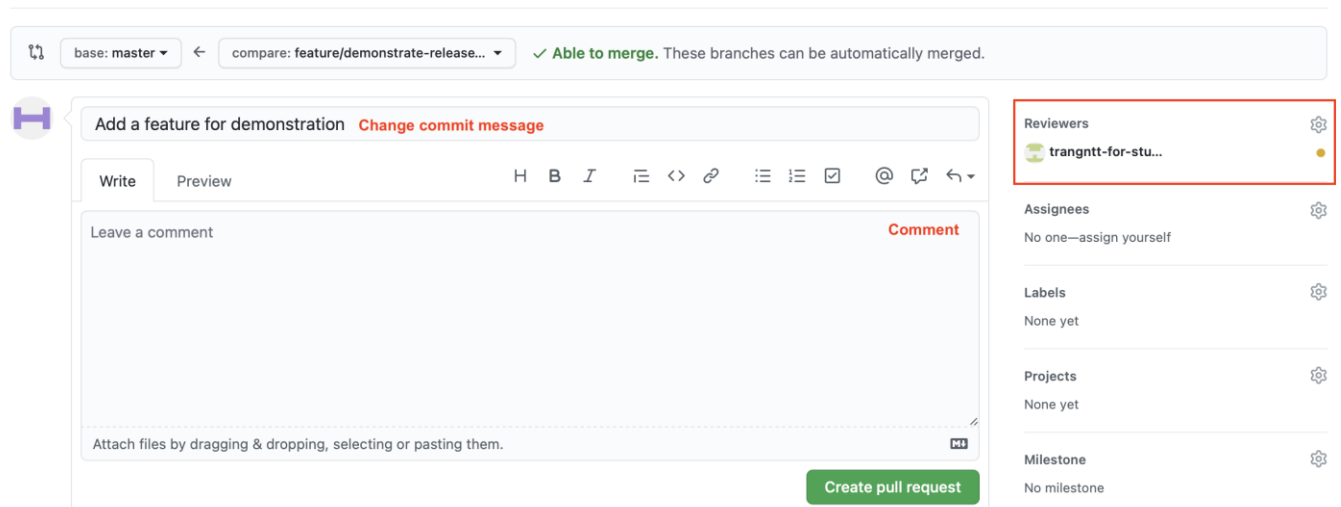 base: master compare: feature/demonstrate-release... Able to merge. These branches can be automatically merged.
Add a feature for demonstration Change commit message
Write Preview H B I
Leave a comment Comment
Attach files by dragging & dropping, selecting or pasting them.
Create pull request
Reviewers
trangntt-for-stu...
Assignees
No one—assign yourself
Labels
None yet
Projects
None yet
Milestone
No milestone